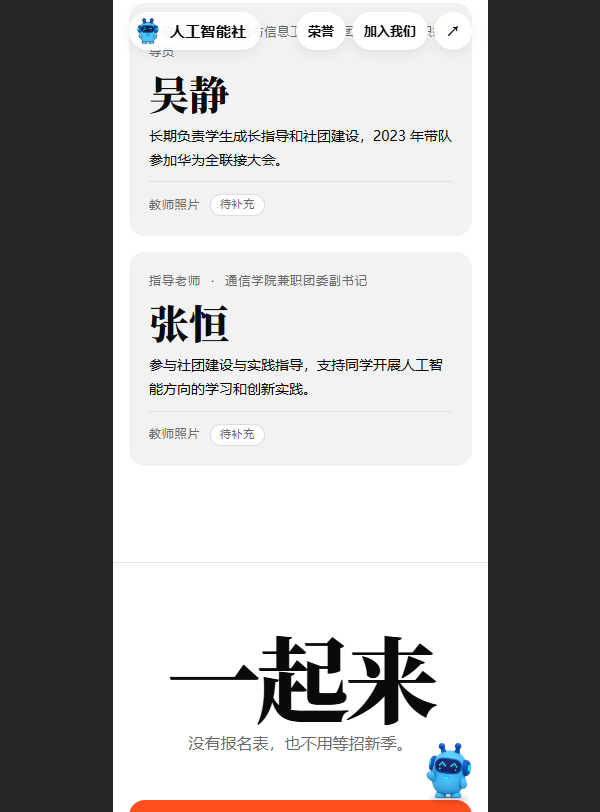 人工智能社
荣誉
加入我们
↗
导员
吴静
长期负责学生成长指导和社团建设，2023 年带队
参加华为全联接大会。
教师照片 待补充
指导老师 · 通信学院兼职团委副书记
张恒
参与社团建设与实践指导，支持同学开展人工智
能方向的学习和创新实践。
教师照片 待补充
一起来
没有报名表，也不用等招新季。